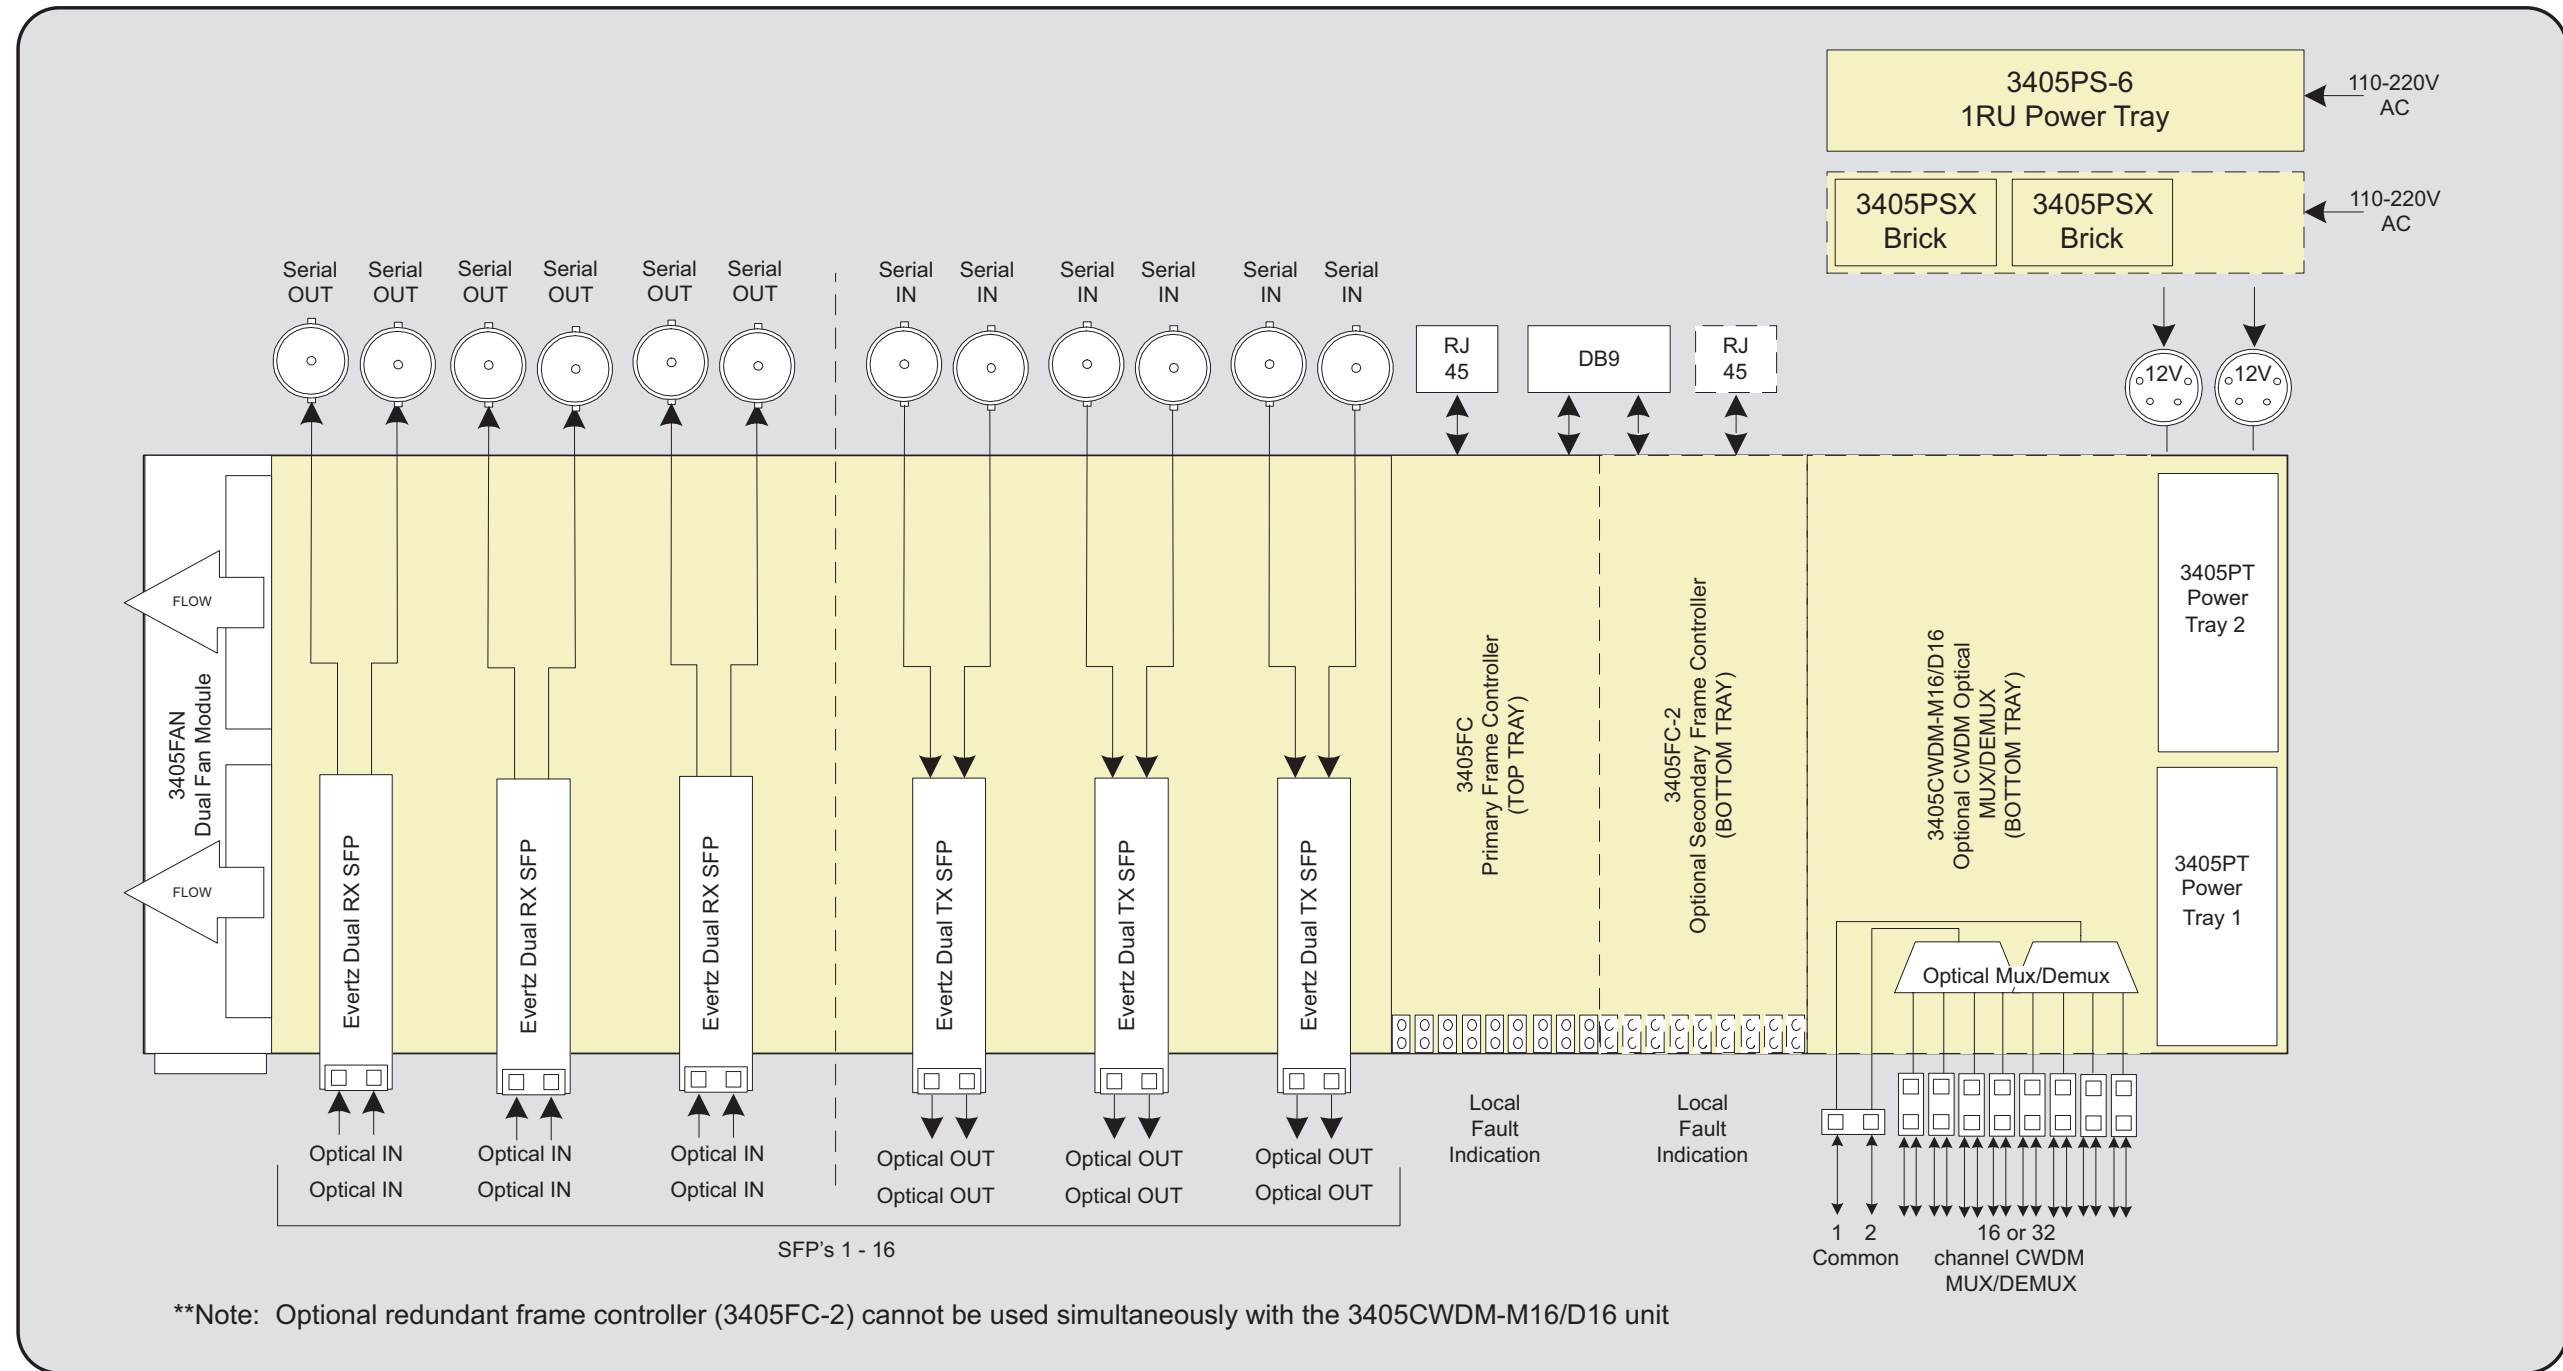 3405PS-6
1RU Power Tray
110-220V
AC
3405PSX
Brick
3405PSX
Brick
110-220V
AC
Serial
OUT
Serial
OUT
Serial
OUT
Serial
OUT
Serial
OUT
Serial
OUT
Serial
IN
Serial
IN
Serial
IN
Serial
IN
Serial
IN
Serial
IN
RJ
45
DB9
RJ
45
12V
12V
FLOW
FLOW
3405FAN
Dual Fan Module
Evertz Dual RX SFP
Evertz Dual RX SFP
Evertz Dual RX SFP
Evertz Dual TX SFP
Evertz Dual TX SFP
Evertz Dual TX SFP
3405FC
Primary Frame Controller
(TOP TRAY)
3405FC-2
Optional Secondary Frame Controller
(BOTTOM TRAY)
3405CWDM-M16/D16
Optional CWDM Optical
MUX/DEMUX
(BOTTOM TRAY)
3405PT
Power
Tray 2
3405PT
Power
Tray 1
Optical Mux/Demux
Optical IN
Optical IN
Optical IN
Optical IN
Optical IN
Optical IN
Optical OUT
Optical OUT
Optical OUT
Optical OUT
Optical OUT
Optical OUT
Local
Fault
Indication
Local
Fault
Indication
1 2
Common
16 or 32
channel CWDM
MUX/DEMUX
SFP's 1 - 16
**Note: Optional redundant frame controller (3405FC-2) cannot be used simultaneously with the 3405CWDM-M16/D16 unit